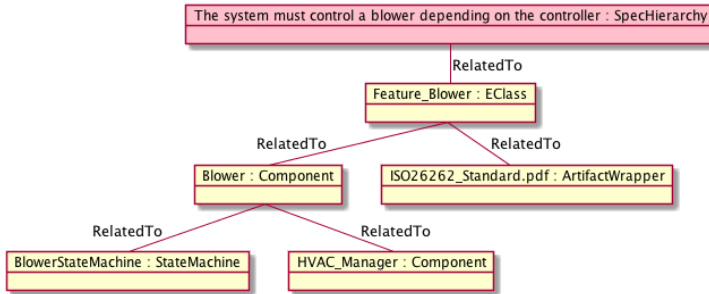 The system must control a blower depending on the controller : SpecHierarchy
RelatedTo
Feature_Blower : EClass
RelatedTo
RelatedTo
Blower : Component
ISO26262_Standard.pdf : ArtifactWrapper
RelatedTo
RelatedTo
BlowerStateMachine : StateMachine
HVAC_Manager : Component